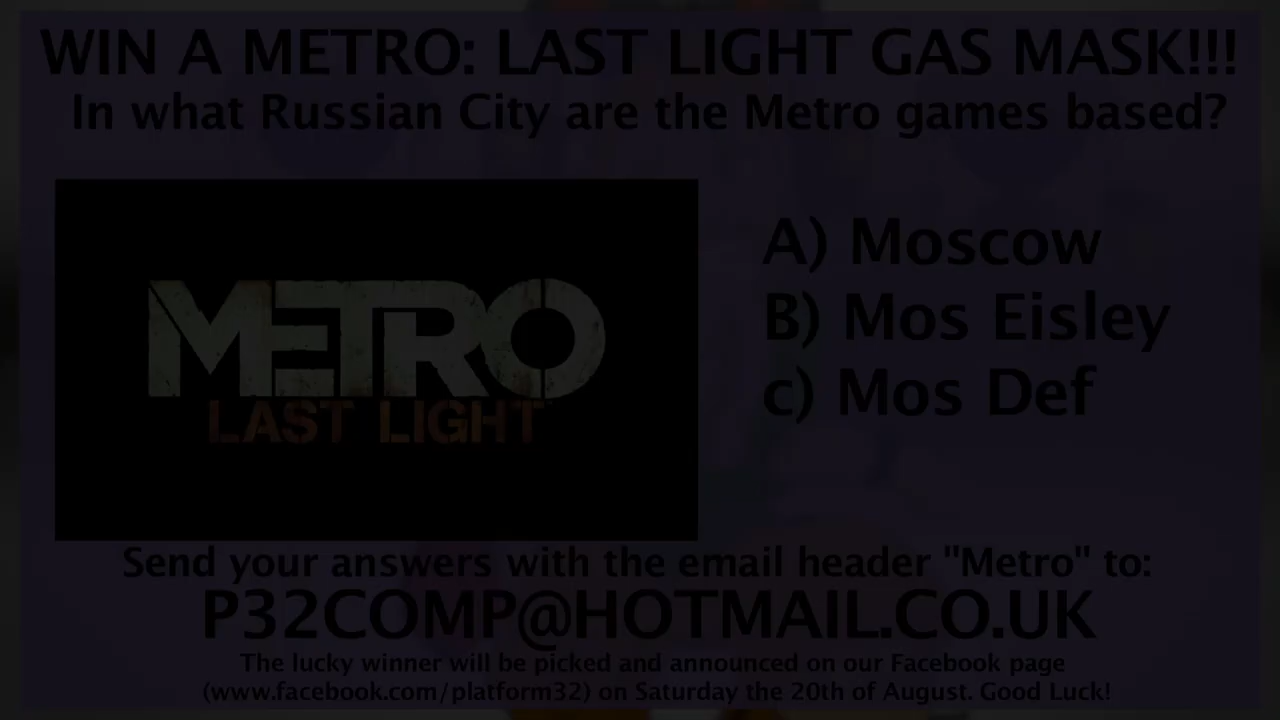 WIN A METRO: LAST LIGHT GAS MASK!!!
In what Russian City are the Metro games based?
METRO
LAST LIGHT
A) Moscow
B) Mos Eisley
c) Mos Def
Send your answers with the email header "Metro" to:
P32COMP@HOTMAIL.CO.UK
The lucky winner will be picked and announced on our Facebook page
(www.facebook.com/platform32) on Saturday the 20th of August. Good Luck!